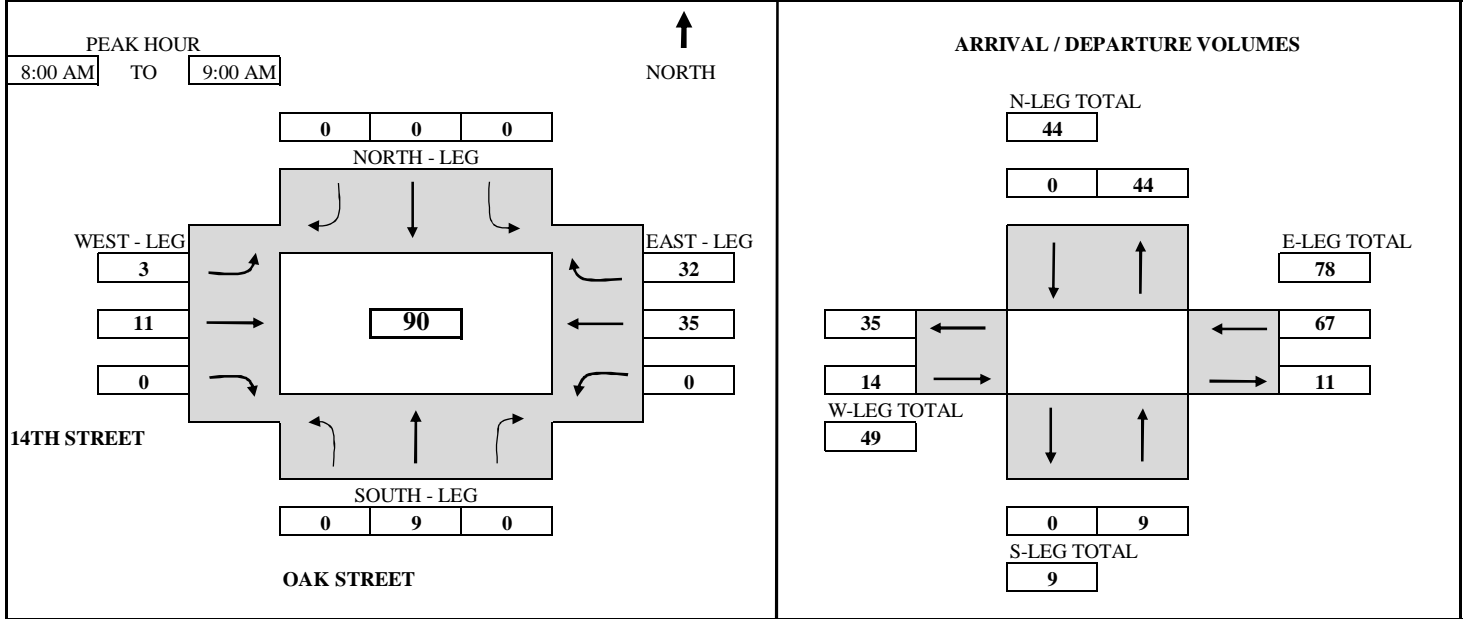 PEAK HOUR
8:00 AM TO 9:00 AM
NORTH
0 0 0
NORTH - LEG
WEST - LEG
EAST - LEG
3
32
11
90
35
0
0
14TH STREET
SOUTH - LEG
0 9 0
OAK STREET
ARRIVAL / DEPARTURE VOLUMES
N-LEG TOTAL
44
0 44
E-LEG TOTAL
78
35
67
14
11
W-LEG TOTAL
49
0 9
S-LEG TOTAL
9